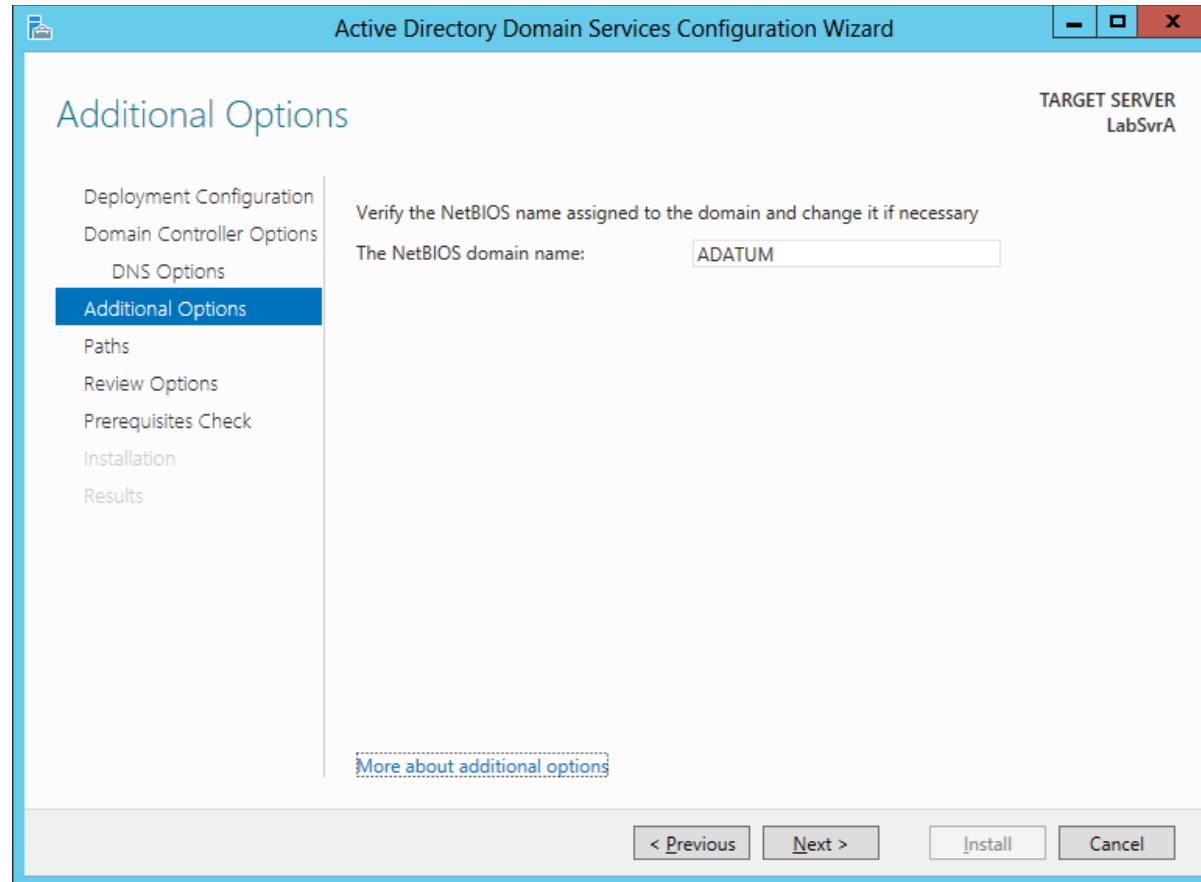 Active Directory Domain Services Configuration Wizard
Additional Options
TARGET SERVER
LabSvrA
Deployment Configuration
Domain Controller Options
DNS Options
Additional Options
Paths
Review Options
Prerequisites Check
Installation
Results
Verify the NetBIOS name assigned to the domain and change it if necessary
The NetBIOS domain name: ADATUM
More about additional options
< Previous Next > Install Cancel